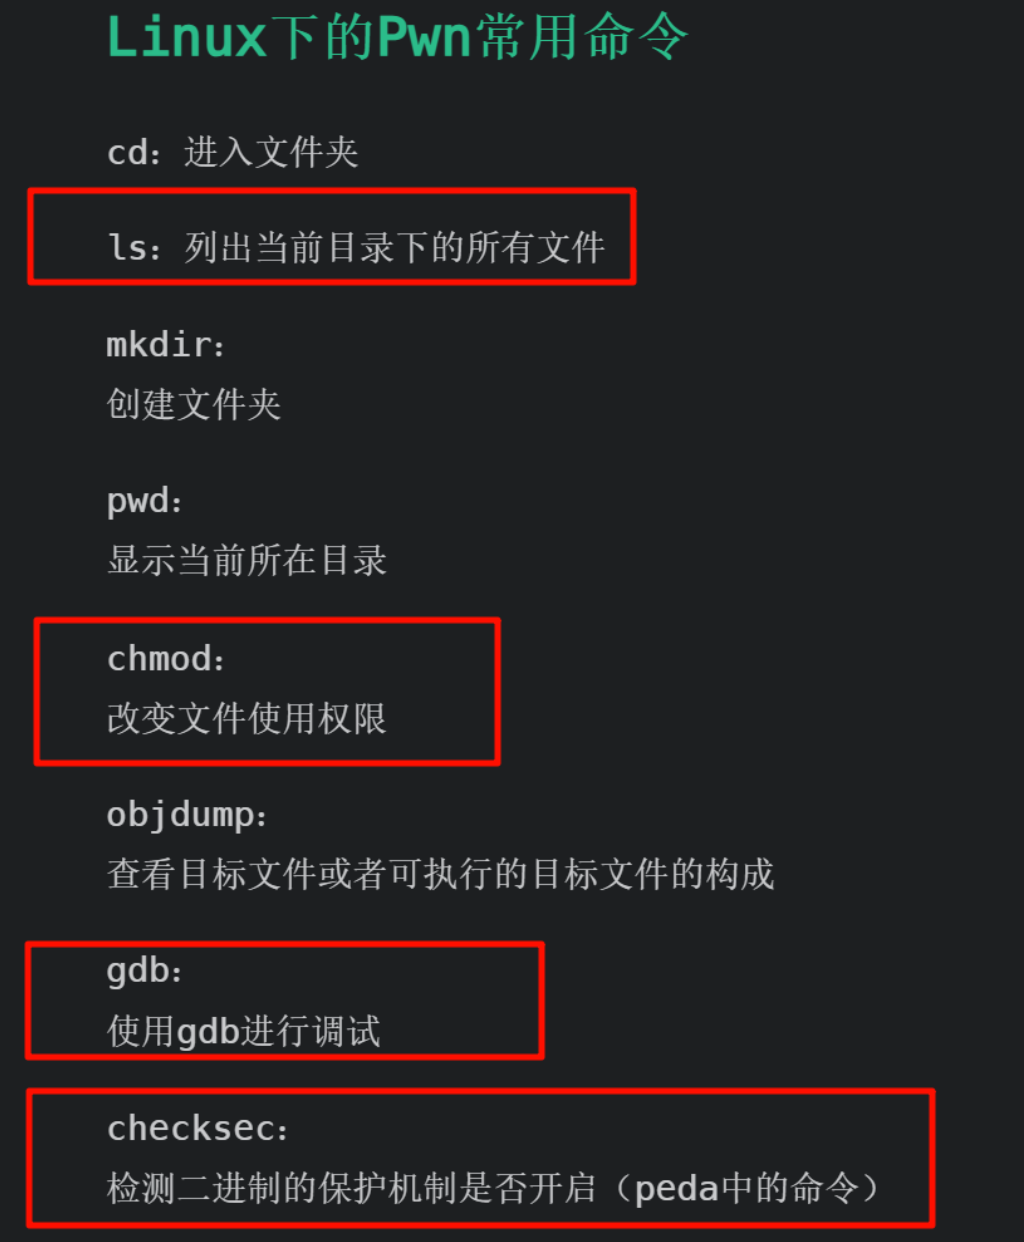 Linux下的Pwn常用命令
cd：进入文件夹
ls：列出当前目录下的所有文件
mkdir：
创建文件夹
pwd：
显示当前所在目录
chmod：
改变文件使用权限
objdump：
查看目标文件或者可执行的目标文件的构成
gdb：
使用gdb进行调试
checksec：
检测二进制的保护机制是否开启（peda中的命令）